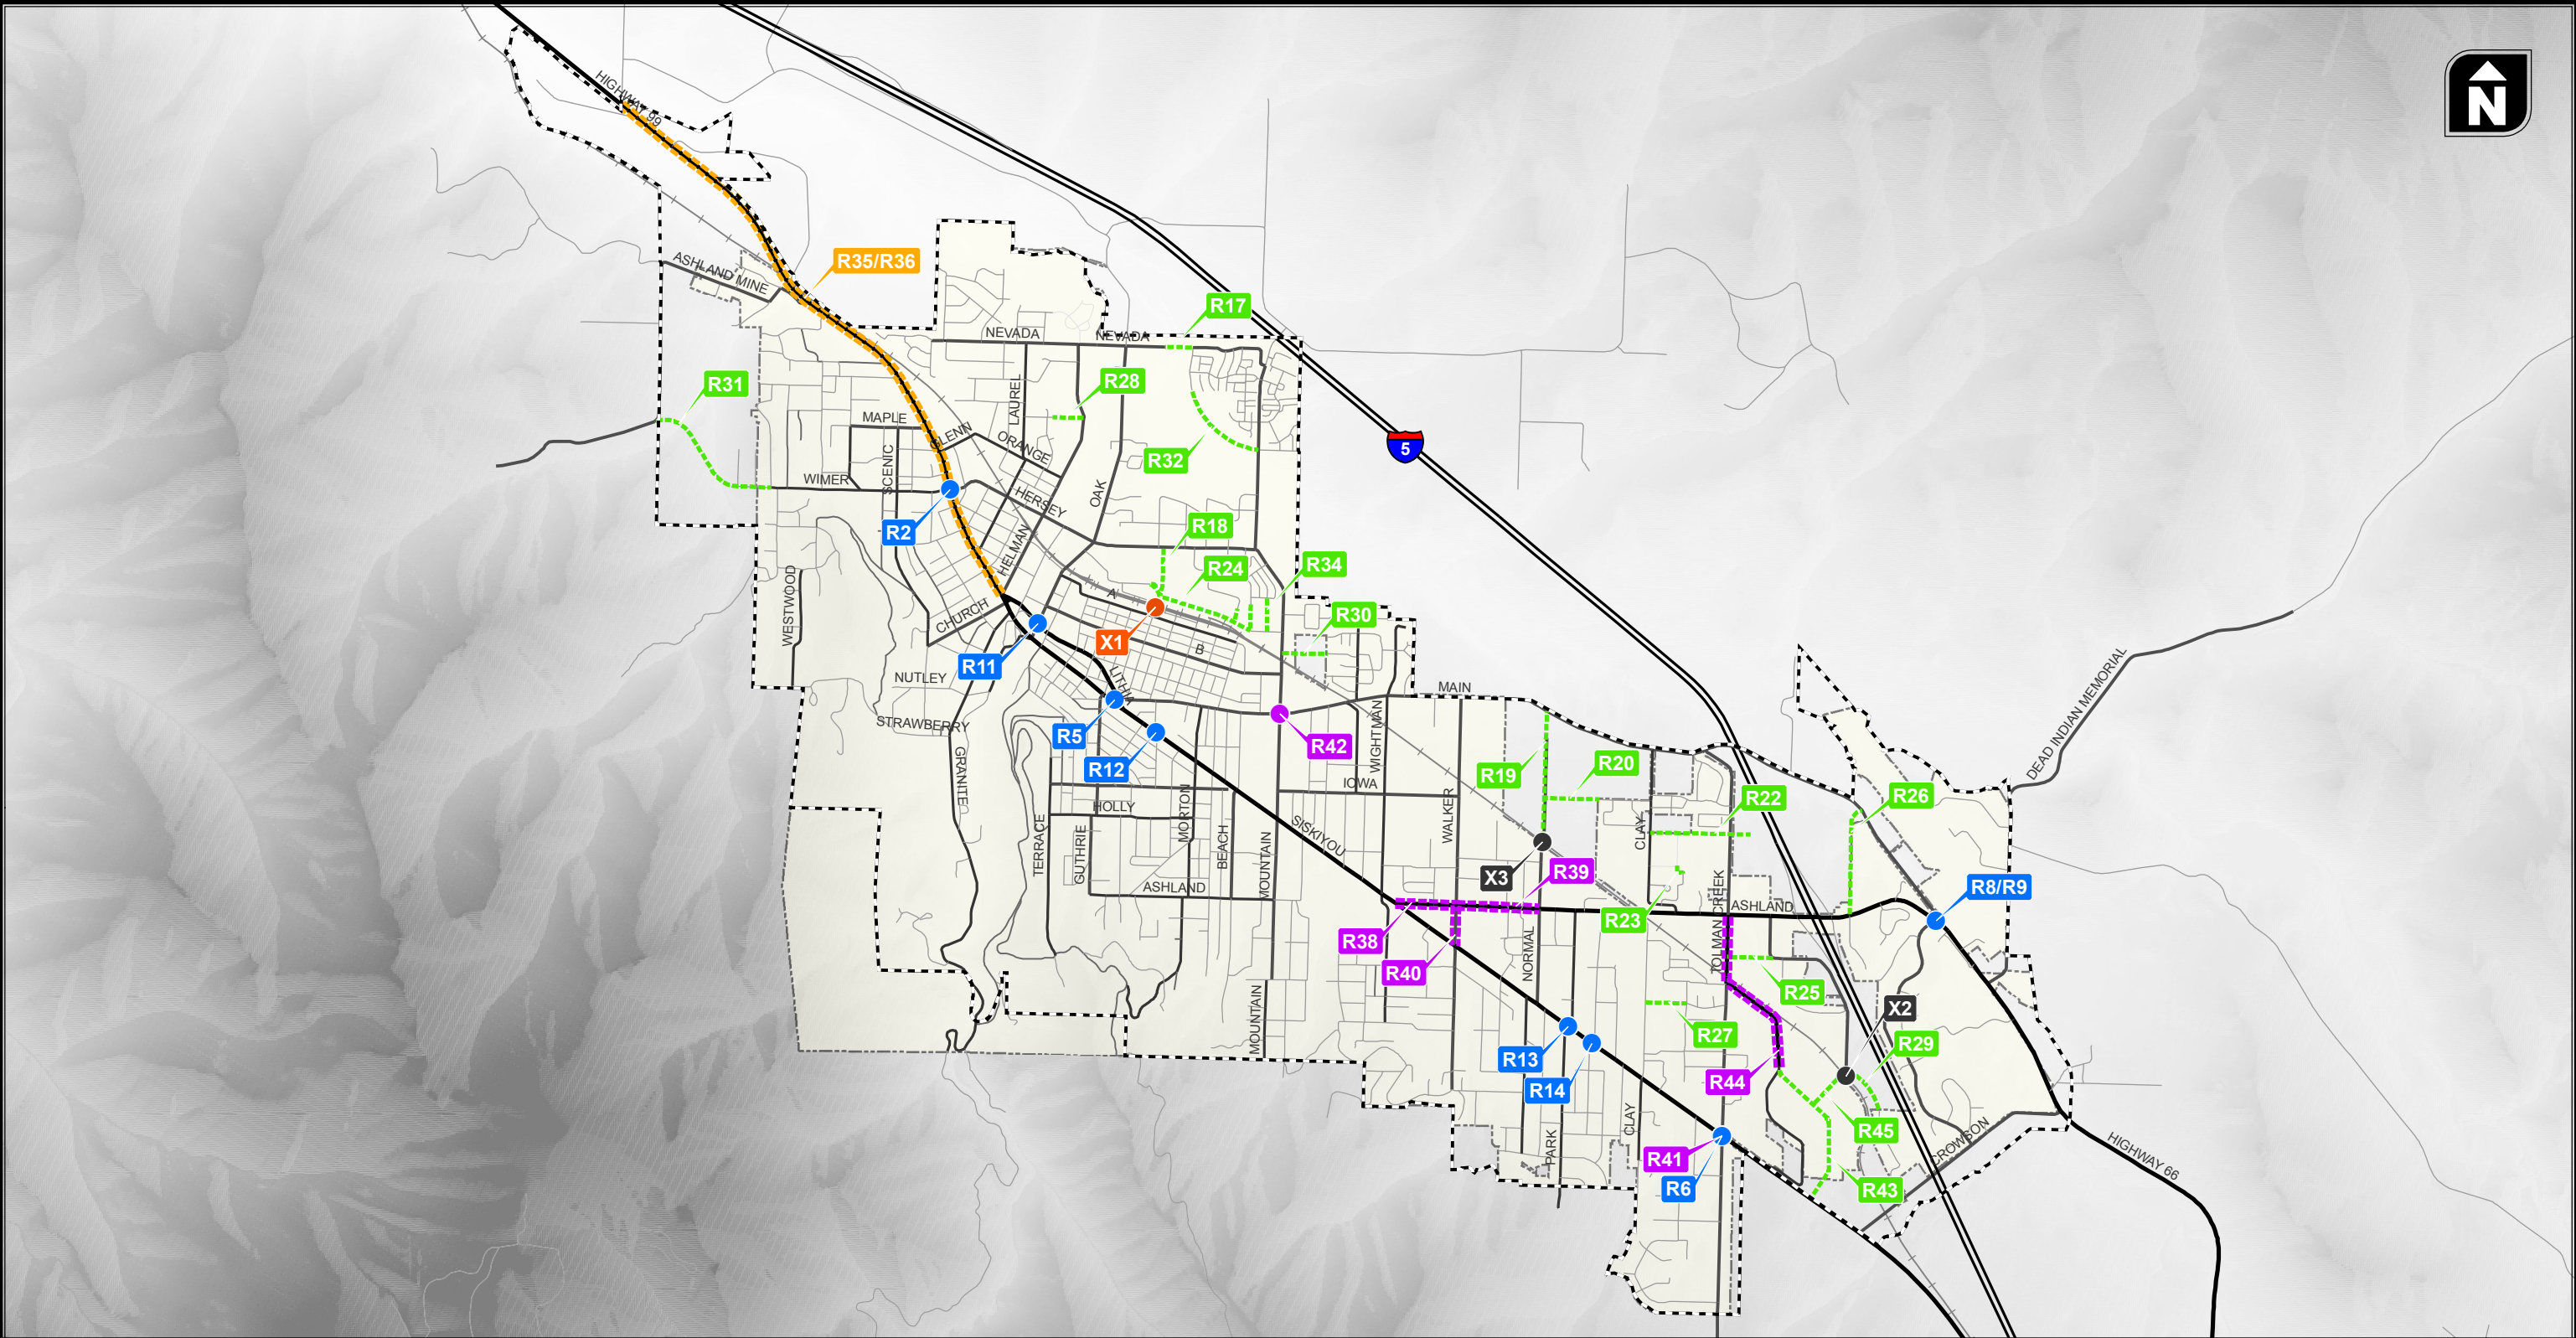 N
HIGHWAY 99
R35/R36
ASHLAND MINE
R17
NEVADA
NEVADA
R31
R28
LAUREL
MAPLE
GLENN
ORANGE
5
R32
SCENIC
WIMER
HERSEY
OAK
R2
R18
HELMAN
R24
R34
WESTWOOD
A
CHURCH
R30
X1
B
R11
NUTLEY
LITHIA
MAIN
DEAD INDIAN MEMORIAL
STRAWBERRY
R5
R42
WIGHTMAN
R12
GRANITE
R19
R20
IOWA
R22
R26
HOLLY
MORTON
WALKER
SISKIYOU
CLAY
TERRACE
GUTHRIE
BEACH
MOUNTAIN
X3
R39
ASHLAND
TOLMAN CREEK
R8/R9
ASHLAND
R23
R38
NORMAL
R40
R25
X2
MOUNTAIN
R27
R29
R13
R14
R44
CLAY
R45
PARK
R41
CROWSON
HIGHWAY 66
R6
R43